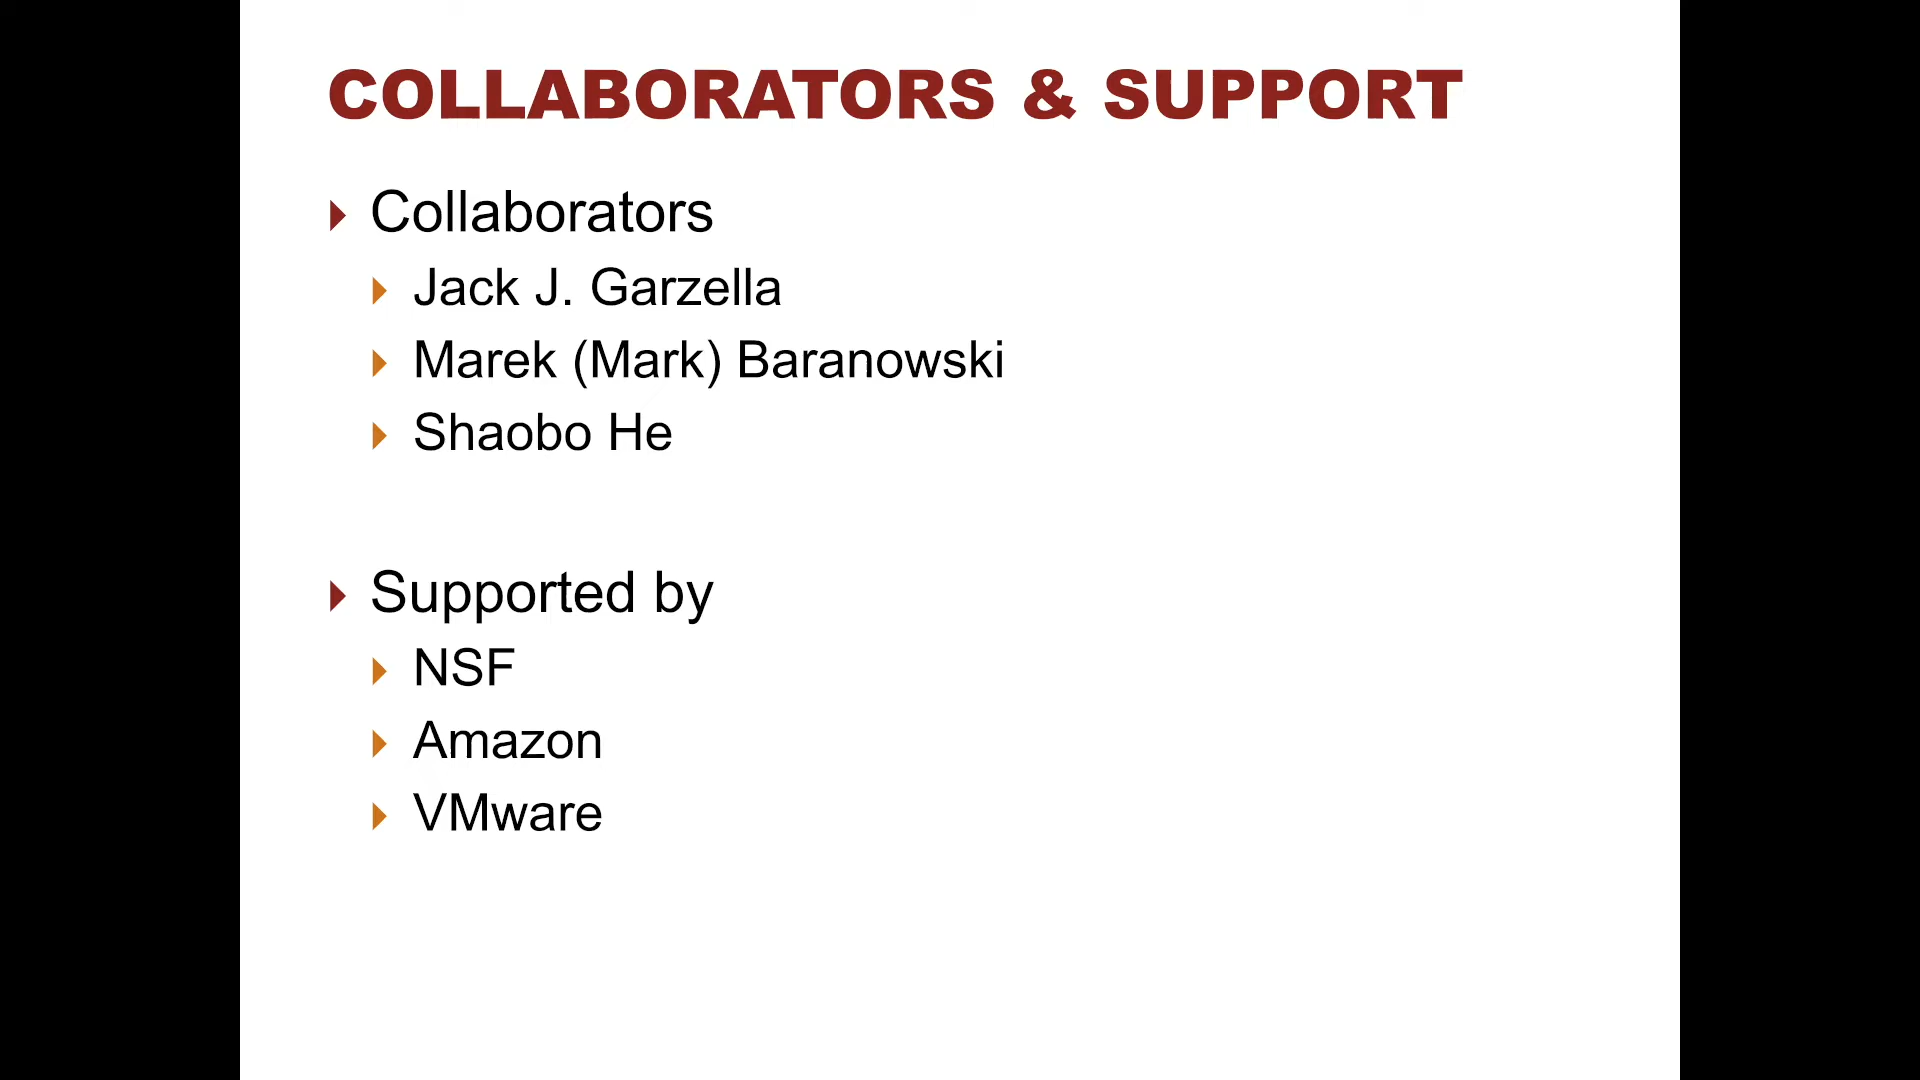 COLLABORATORS & SUPPORT
Collaborators
Jack J. Garzella
Marek (Mark) Baranowski
Shaobo He
Supported by
NSF
Amazon
VMware